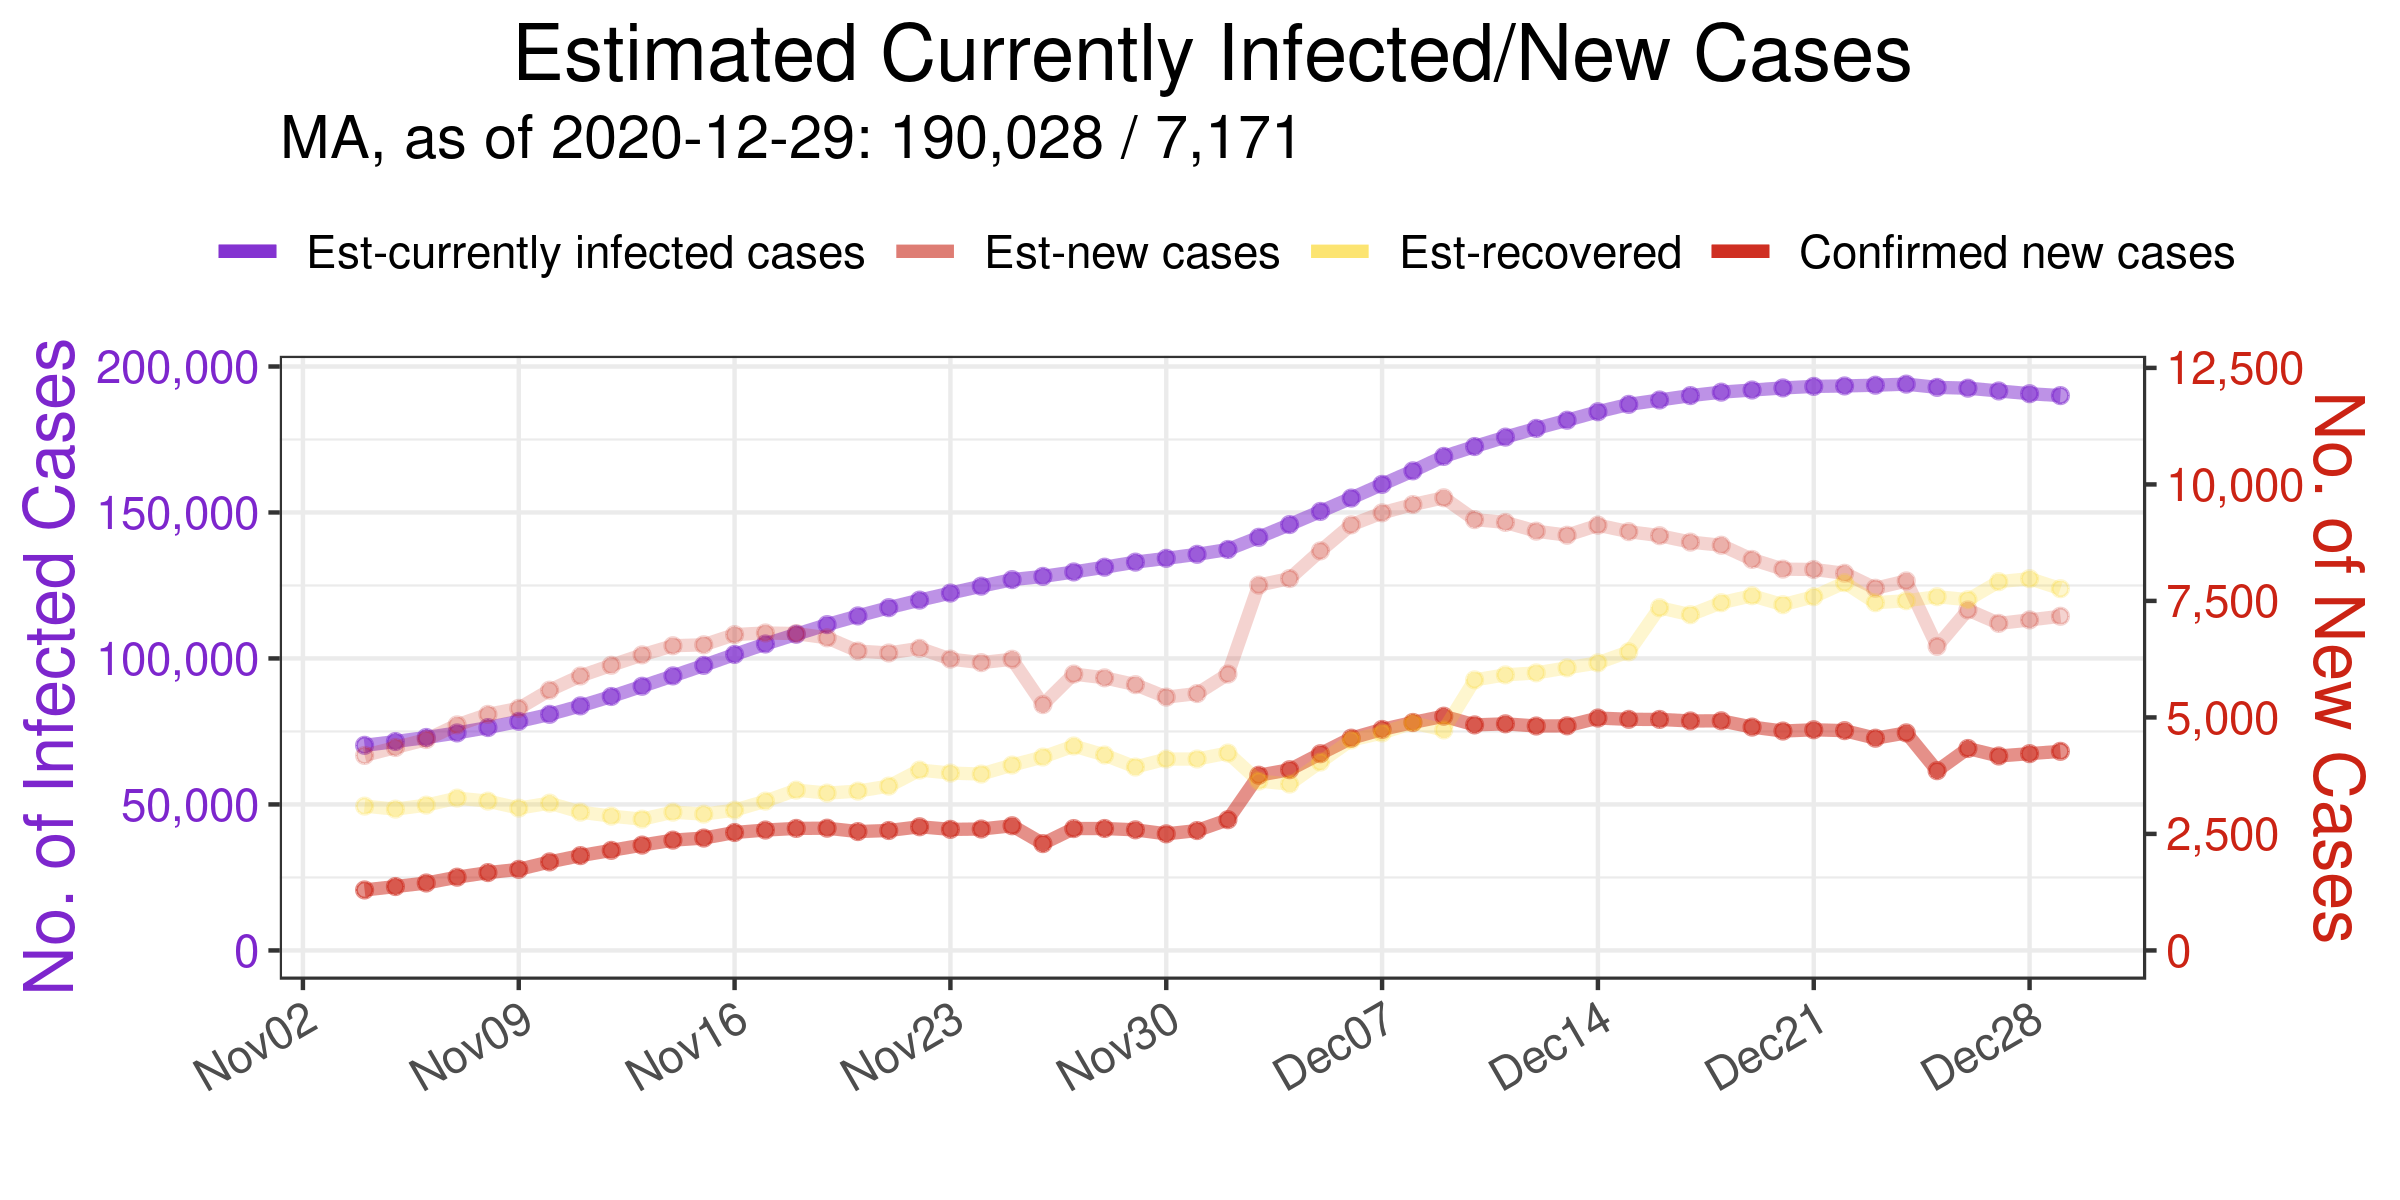 Estimated Currently Infected/New Cases
MA, as of 2020-12-29: 190,028 / 7,171
Est-currently infected cases Est-new cases Est-recovered Confirmed new cases
No. of Infected Cases
200,000
150,000
100,000
50,000
0
12,500
10,000
7,500
5,000
2,500
0
No. of New Cases
Nov02 Nov09 Nov16 Nov23 Nov30 Dec07 Dec14 Dec21 Dec28